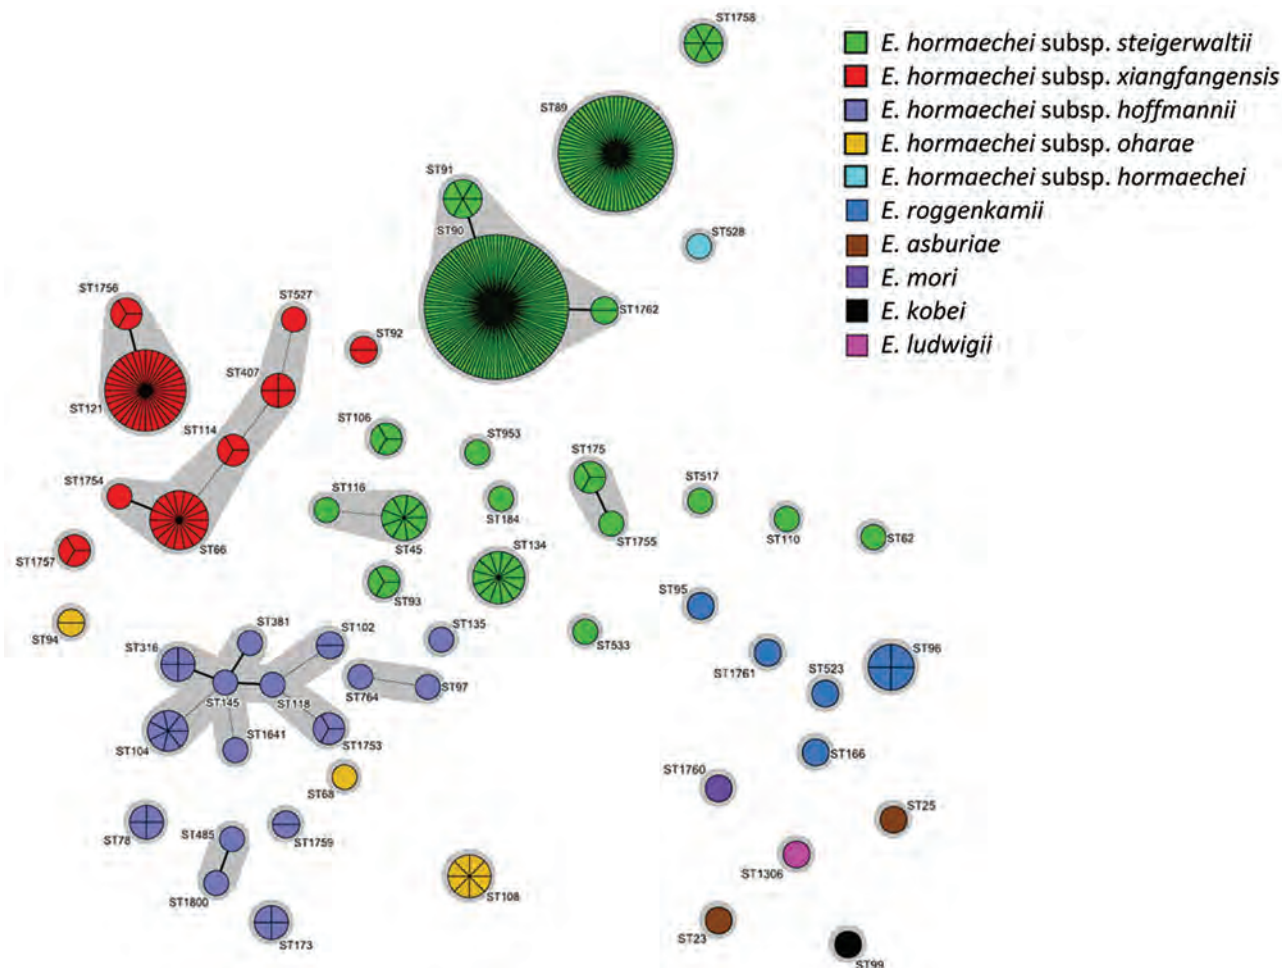 ST1758
E. hormaechei subsp. steigerwaltii
E. hormaechei subsp. xiangfangensis
E. hormaechei subsp. hoffmannii
E. hormaechei subsp. oharae
E. hormaechei subsp. hormaechei
E. roggenkamii
E. asburiae
E. mori
E. kobei
E. ludwigii
ST89
ST91
ST90
ST528
ST1756
ST527
ST1762
ST92
ST407
ST121
ST114
ST106
ST953
ST175
ST1754
ST116
ST517
ST184
ST1755
ST110
ST62
ST66
ST45
ST134
ST1757
ST93
ST95
ST94
ST381
ST102
ST135
ST533
ST316
ST1761
ST523
ST96
ST145
ST118
ST764
ST97
ST104
ST1641
ST1753
ST166
ST68
ST1760
ST25
ST78
ST485
ST1759
ST1306
ST1800
ST108
ST173
ST23
ST99